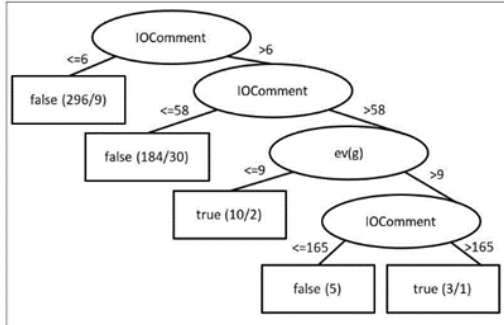 lOComment
<=6
>6
false (296/9)
lOComment
<=58
>58
false (184/30)
ev(g)
<=9
>9
true (10/2)
lOComment
<=165
>165
false (5)
true (3/1)